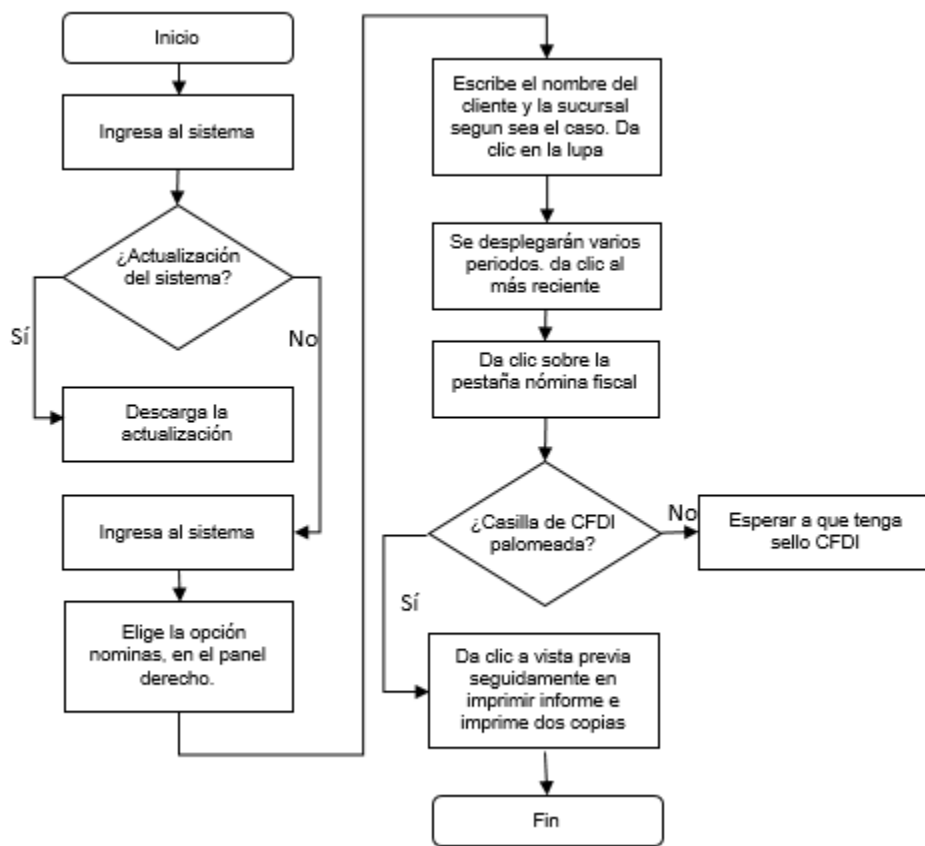 Inicio
Ingresa al sistema
¿Actualización
del sistema?
Sí
No
Descarga la
actualización
Ingresa al sistema
Elige la opción
nominas, en el panel
derecho.
Escribe el nombre del
cliente y la sucursal
segun sea el caso. Da
clic en la lupa
Se desplegarán varios
periodos. da clic al
más reciente
Da clic sobre la
pestaña nómina fiscal
¿Casilla de CFDI
palomeada?
No
Esperar a que tenga
sello CFDI
Sí
Da clic a vista previa
seguidamente en
imprimir informe e
imprime dos copias
Fin